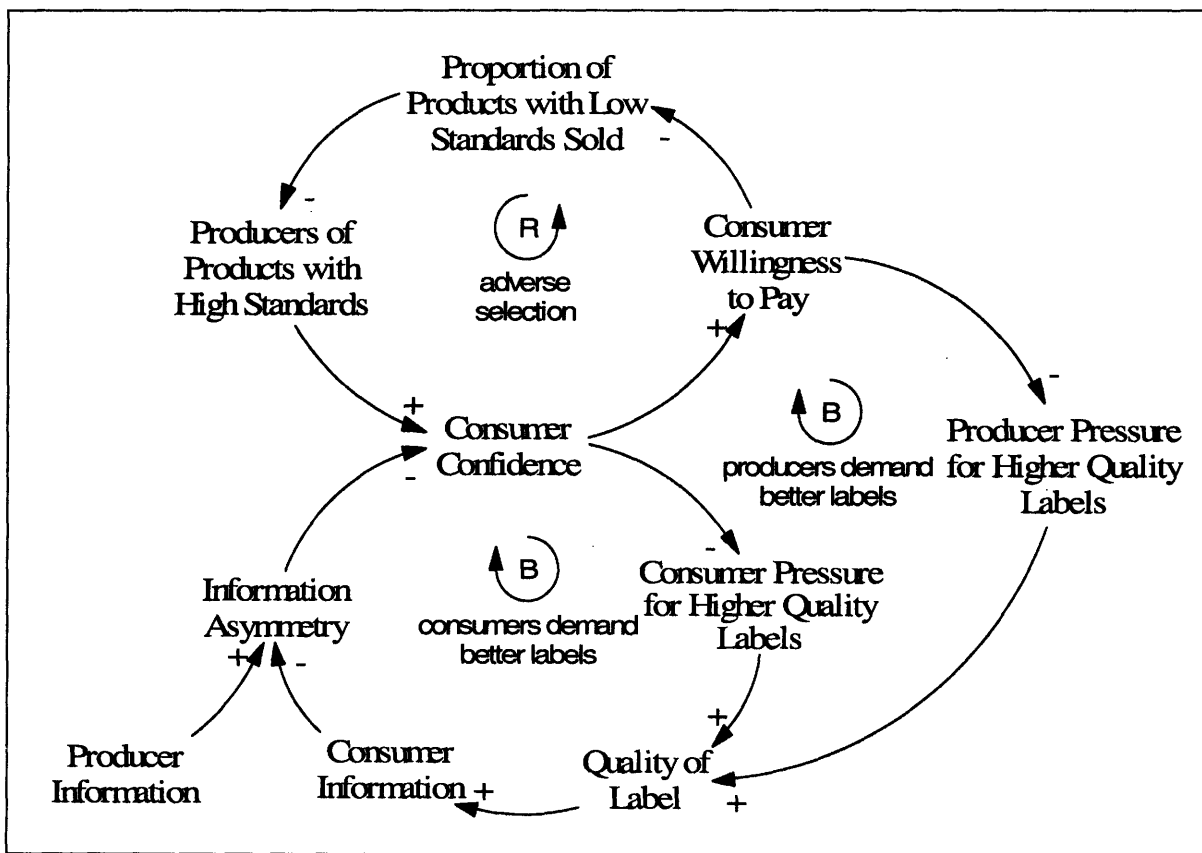 Proportion of
Products with Low
Standards Sold
-
-
Producers of
Products with
High Standards
R
adverse
selection
Consumer
Willingness
to Pay
+
-
+
Consumer
Confidence
-
B
producers demand
better labels
Producer Pressure
for Higher Quality
Labels
Information
Asymmetry
B
consumers demand
better labels
-
Consumer Pressure
for Higher Quality
Labels
+
-
+
Producer
Information
Consumer
Information
+
Quality of
Label
+